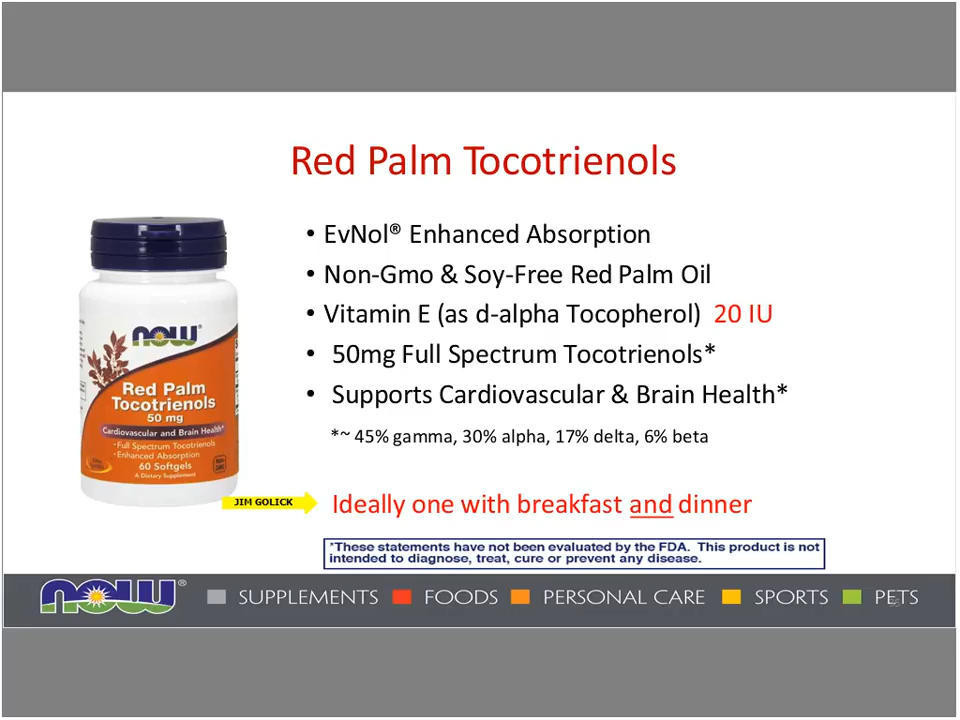 Red Palm Tocotrienols
• EvNol® Enhanced Absorption
• Non-Gmo & Soy-Free Red Palm Oil
• Vitamin E (as d-alpha Tocopherol) 20 IU
• 50mg Full Spectrum Tocotrienols*
• Supports Cardiovascular & Brain Health*
*~ 45% gamma, 30% alpha, 17% delta, 6% beta
NOW®
Red Palm
Tocotrienols
50 mg
Cardiovascular and Brain Health*
• Full Spectrum Tocotrienols
• Enhanced Absorption
60 Softgels
A Dietary Supplement
JIM GOLICK
Ideally one with breakfast and dinner
*These statements have not been evaluated by the FDA. This product is not
intended to diagnose, treat, cure or prevent any disease.
NOW® SUPPLEMENTS FOODS PERSONAL CARE SPORTS PETS